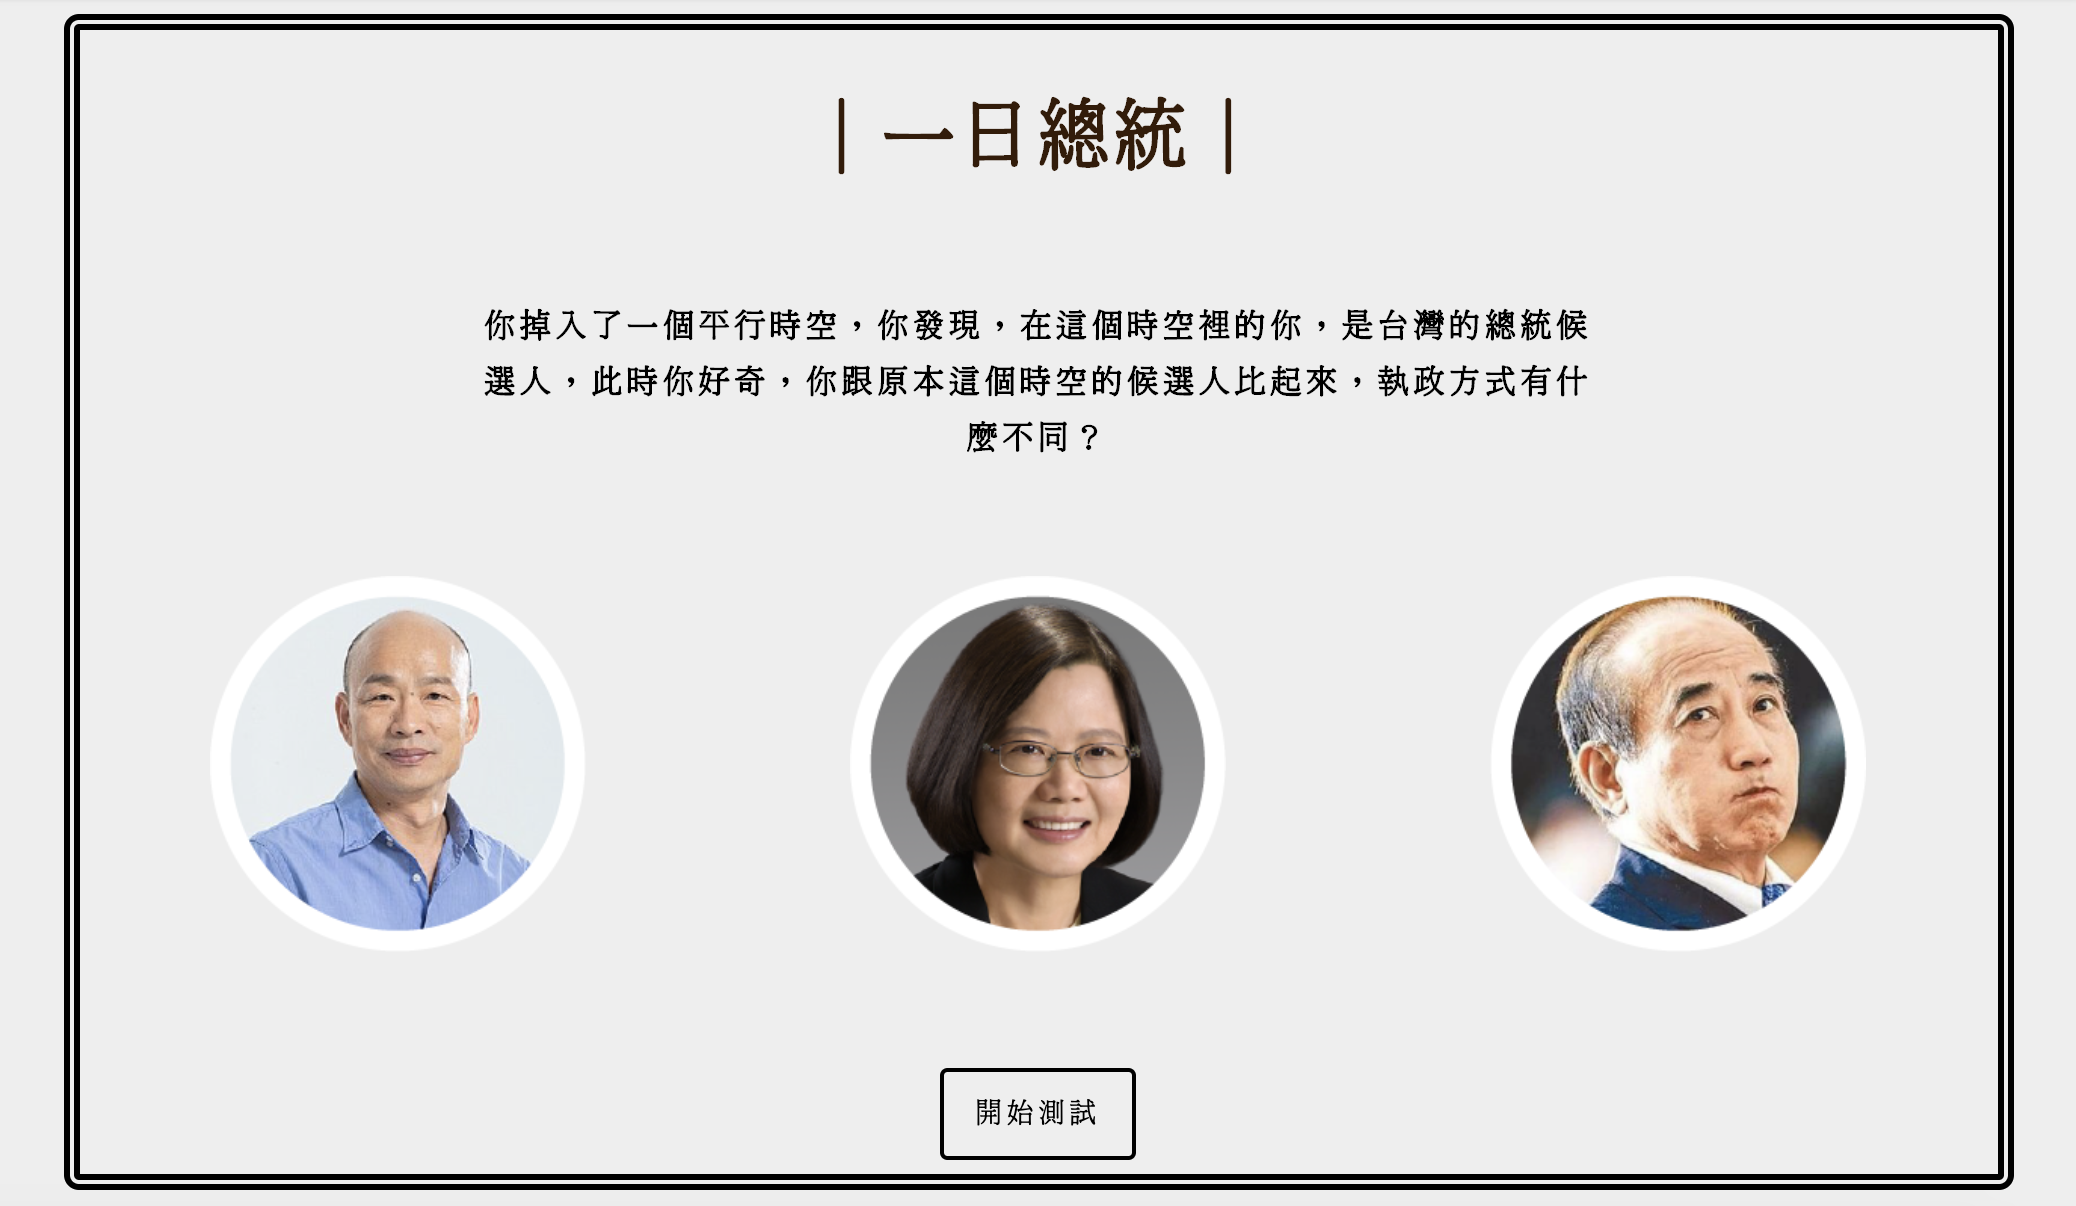 ｜一日總統｜
你掉入了一個平行時空，你發現，在這個時空裡的你，是台灣的總統候
選人，此時你好奇，你跟原本這個時空的候選人比起來，執政方式有什
麼不同？
開始測試